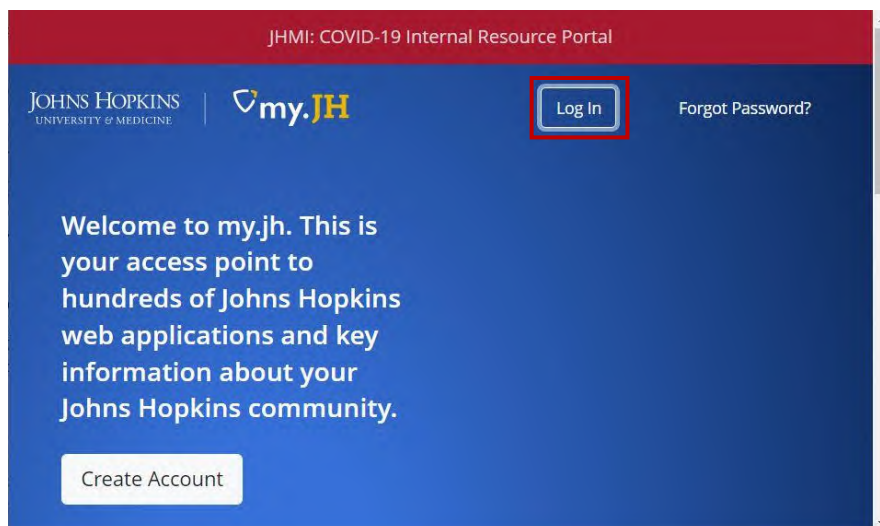 JHMI: COVID-19 Internal Resource Portal
JOHNS HOPKINS
UNIVERSITY & MEDICINE
my.JH
Log In
Forgot Password?
Welcome to my.jh. This is
your access point to
hundreds of Johns Hopkins
web applications and key
information about your
Johns Hopkins community.
Create Account